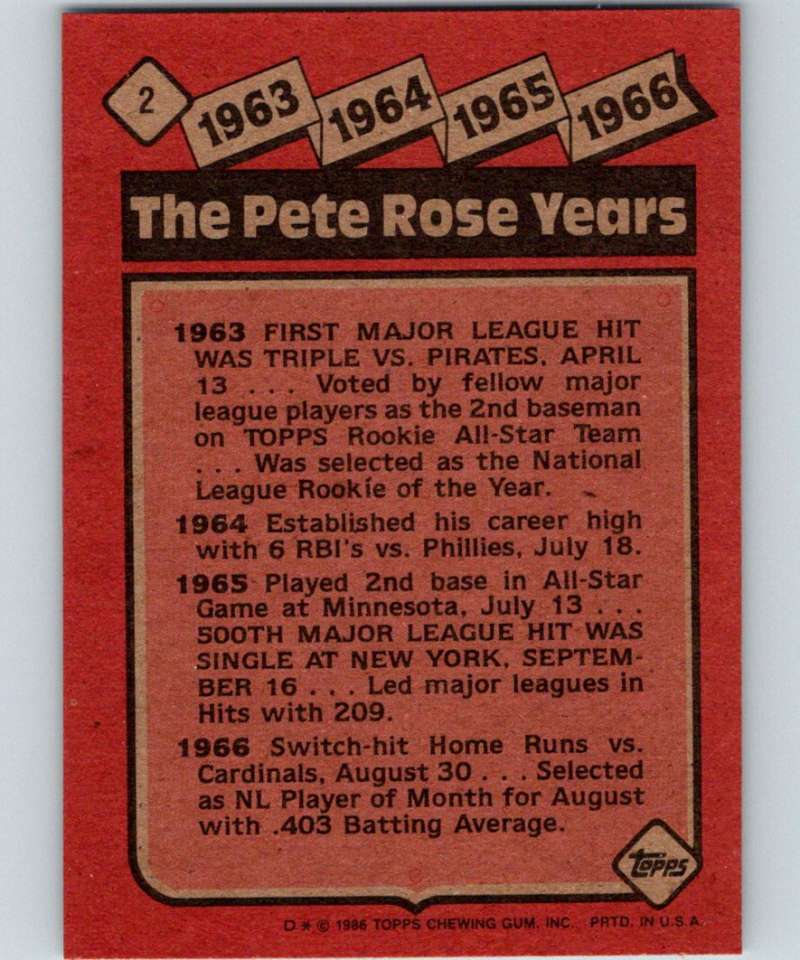 2
1963 1964 1965 1966
The Pete Rose Years
1963 FIRST MAJOR LEAGUE HIT
WAS TRIPLE VS. PIRATES, APRIL
13 . . . Voted by fellow major
league players as the 2nd baseman
on TOPPS Rookie All-Star Team
. . . Was selected as the National
League Rookie of the Year.
1964 Established his career high
with 6 RBI's vs. Phillies, July 18.
1965 Played 2nd base in All-Star
Game at Minnesota, July 13 . . .
500TH MAJOR LEAGUE HIT WAS
SINGLE AT NEW YORK, SEPTEM-
BER 16 . . . Led major leagues in
Hits with 209.
1966 Switch-hit Home Runs vs.
Cardinals, August 30 . . . Selected
as NL Player of Month for August
with .403 Batting Average.
topps
D * © 1986 TOPPS CHEWING GUM, INC. PRTD. IN U.S.A.